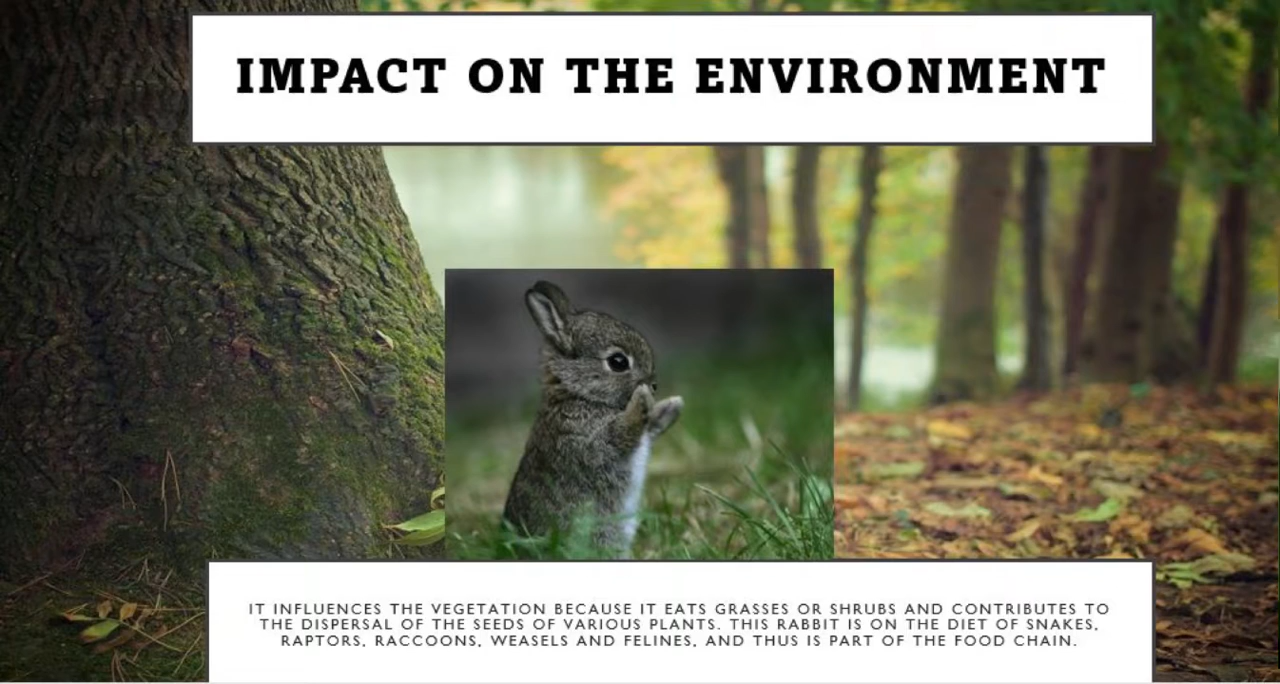 IMPACT ON THE ENVIRONMENT
IT INFLUENCES THE VEGETATION BECAUSE IT EATS GRASSES OR SHRUBS AND CONTRIBUTES TO
THE DISPERSAL OF THE SEEDS OF VARIOUS PLANTS. THIS RABBIT IS ON THE DIET OF SNAKES,
RAPTORS, RACCOONS, WEASELS AND FELINES, AND THUS IS PART OF THE FOOD CHAIN.